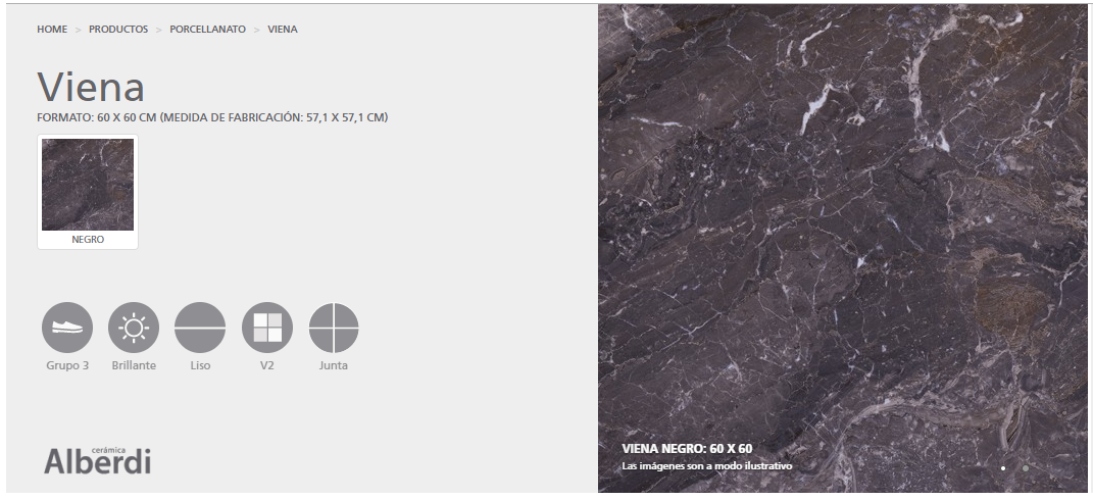 HOME > PRODUCTOS > PORCELLANATO > VIENA
Viena
FORMATO: 60 X 60 CM (MEDIDA DE FABRICACIÓN: 57,1 X 57,1 CM)
NEGRO
Grupo 3 Brillante Liso V2 Junta
cerámica
Alberdi
VIENA NEGRO: 60 X 60
Las imágenes son a modo ilustrativo